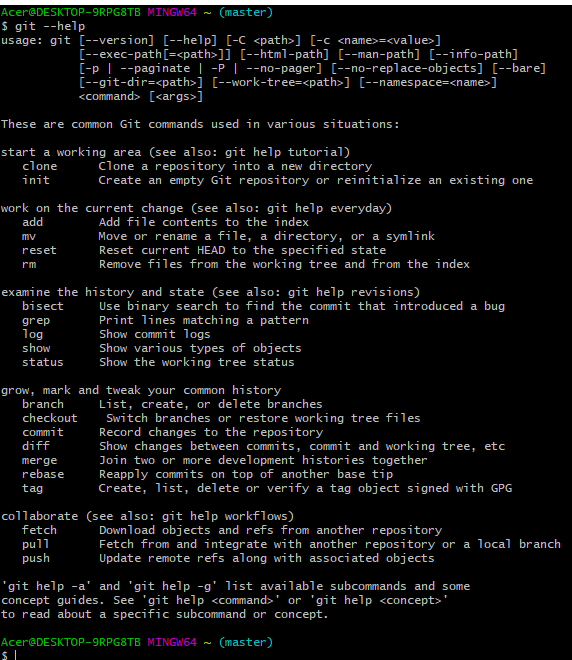 Acer@DESKTOP-9RPG8TB MINGW64 ~ (master)
$ git --help
usage: git [--version] [--help] [-C <path>] [-c <name>=<value>]
           [--exec-path[=<path>]] [--html-path] [--man-path] [--info-path]
           [-p | --paginate | -P | --no-pager] [--no-replace-objects] [--bare]
           [--git-dir=<path>] [--work-tree=<path>] [--namespace=<name>]
           <command> [<args>]

These are common Git commands used in various situations:

start a working area (see also: git help tutorial)
   clone      Clone a repository into a new directory
   init       Create an empty Git repository or reinitialize an existing one

work on the current change (see also: git help everyday)
   add        Add file contents to the index
   mv         Move or rename a file, a directory, or a symlink
   reset      Reset current HEAD to the specified state
   rm         Remove files from the working tree and from the index

examine the history and state (see also: git help revisions)
   bisect     Use binary search to find the commit that introduced a bug
   grep       Print lines matching a pattern
   log        Show commit logs
   show       Show various types of objects
   status     Show the working tree status

grow, mark and tweak your common history
   branch     List, create, or delete branches
   checkout    Switch branches or restore working tree files
   commit     Record changes to the repository
   diff       Show changes between commits, commit and working tree, etc
   merge      Join two or more development histories together
   rebase     Reapply commits on top of another base tip
   tag        Create, list, delete or verify a tag object signed with GPG

collaborate (see also: git help workflows)
   fetch      Download objects and refs from another repository
   pull       Fetch from and integrate with another repository or a local branch
   push       Update remote refs along with associated objects

'git help -a' and 'git help -g' list available subcommands and some
concept guides. See 'git help <command>' or 'git help <concept>'
to read about a specific subcommand or concept.

Acer@DESKTOP-9RPG8TB MINGW64 ~ (master)
$